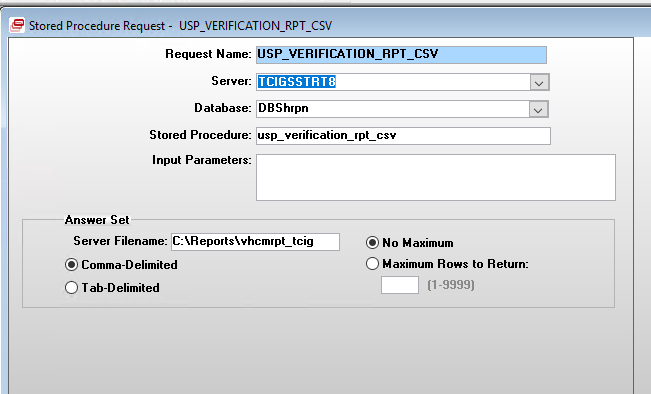 Stored Procedure Request - USP_VERIFICATION_RPT_CSV
Request Name: USP_VERIFICATION_RPT_CSV
Server: TCIGSSTRT8
Database: DBShrpn
Stored Procedure: usp_verification_rpt_csv
Input Parameters:
Answer Set
Server Filename: C:\Reports\vhcmrpt_tcig
No Maximum
Comma-Delimited
Maximum Rows to Return:
Tab-Delimited
(1-9999)